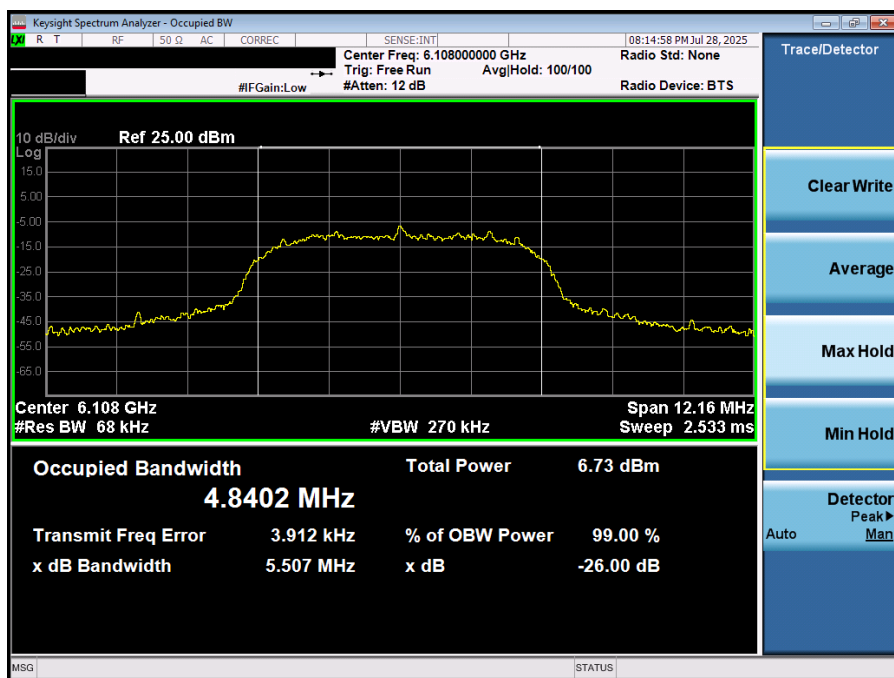 Keysight Spectrum Analyzer - Occupied BW
LXI R T RF 50 Ω AC CORREC SENSE:INT 08:14:58 PM Jul 28, 2025
Center Freq: 6.108000000 GHz Radio Std: None
Trig: Free Run Avg|Hold: 100/100
#IFGain:Low #Atten: 12 dB Radio Device: BTS
Trace/Detector
10 dB/div Ref 25.00 dBm
Log
15.0
5.00
-5.00
-15.0
-25.0
-35.0
-45.0
-55.0
-65.0
Center 6.108 GHz Span 12.16 MHz
#Res BW 68 kHz #VBW 270 kHz Sweep 2.533 ms
Occupied Bandwidth Total Power 6.73 dBm
4.8402 MHz
Transmit Freq Error 3.912 kHz % of OBW Power 99.00 %
x dB Bandwidth 5.507 MHz x dB -26.00 dB
Clear Write
Average
Max Hold
Min Hold
Detector
Peak▶
Auto Man
MSG STATUS